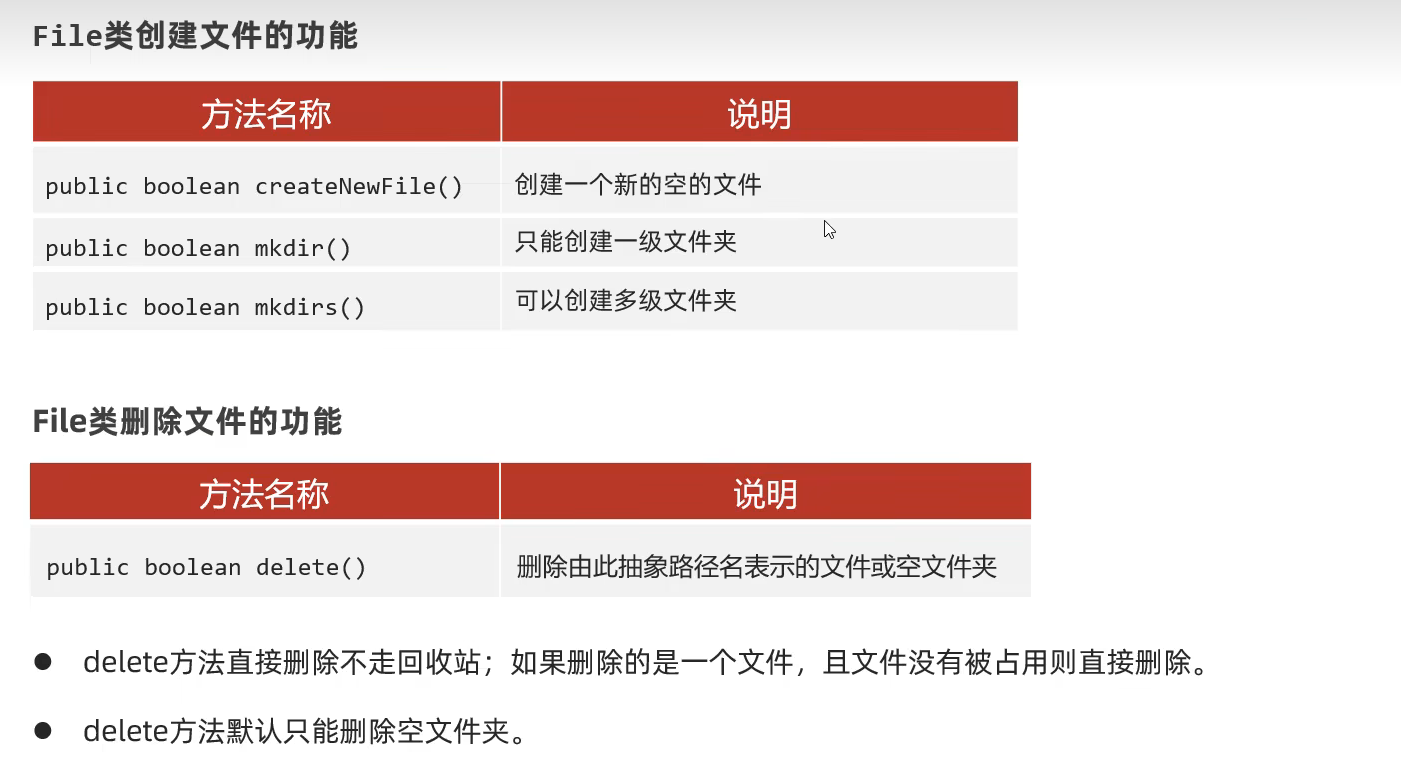 File类创建文件的功能
方法名称 说明
public boolean createNewFile() 创建一个新的空的文件
public boolean mkdir() 只能创建一级文件夹
public boolean mkdirs() 可以创建多级文件夹
File类删除文件的功能
方法名称 说明
public boolean delete() 删除由此抽象路径名表示的文件或空文件夹
● delete方法直接删除不走回收站；如果删除的是一个文件，且文件没有被占用则直接删除。
● delete方法默认只能删除空文件夹。